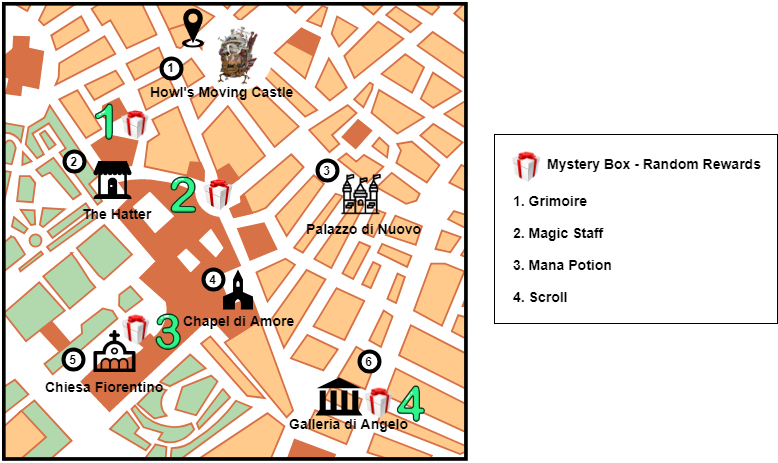 1
Howl's Moving Castle
1
2
The Hatter
2
3
Palazzo di Nuovo
4
Chapel di Amore
3
5
Chiesa Fiorentino
6
4
Galleria di Angelo
Mystery Box - Random Rewards
1. Grimoire
2. Magic Staff
3. Mana Potion
4. Scroll